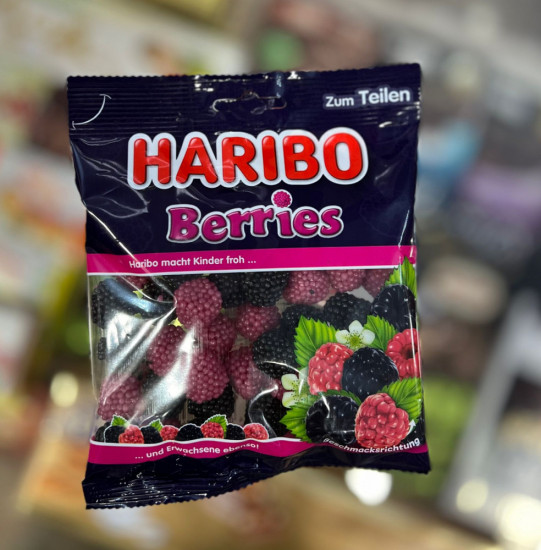 Zum Teilen
HARIBO
Berries
Haribo macht Kinder froh ...
... und Erwachsene ebenso!
Geschmacksrichtung